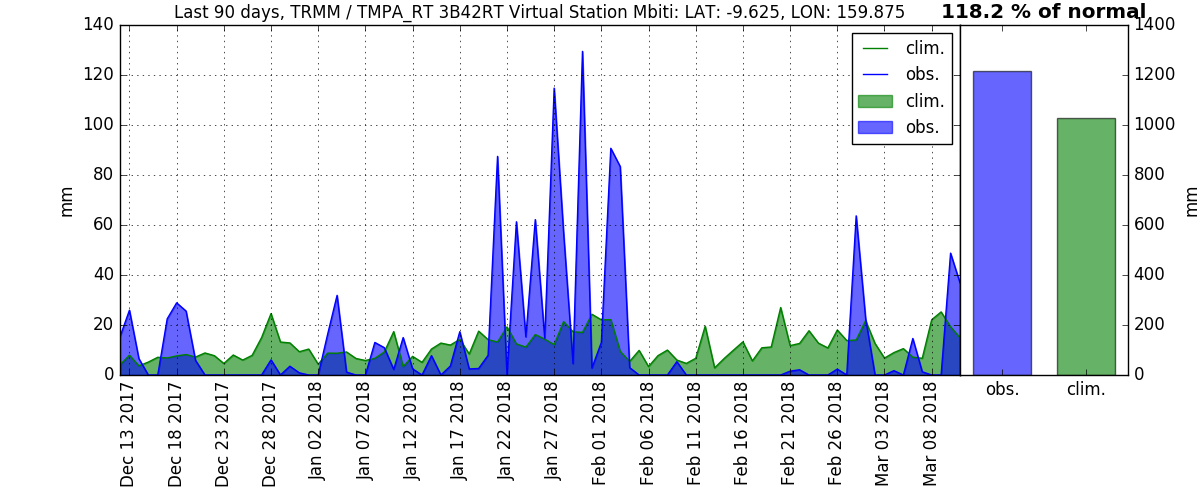 Last 90 days, TRMM / TMPA_RT 3B42RT Virtual Station Mbiti: LAT: -9.625, LON: 159.875
118.2 % of normal
mm
140
120
100
80
60
40
20
0
clim.
obs.
clim.
obs.
Dec 13 2017
Dec 18 2017
Dec 23 2017
Dec 28 2017
Jan 02 2018
Jan 07 2018
Jan 12 2018
Jan 17 2018
Jan 22 2018
Jan 27 2018
Feb 01 2018
Feb 06 2018
Feb 11 2018
Feb 16 2018
Feb 21 2018
Feb 26 2018
Mar 03 2018
Mar 08 2018
1400
1200
1000
800
600
400
200
0
mm
obs.
clim.